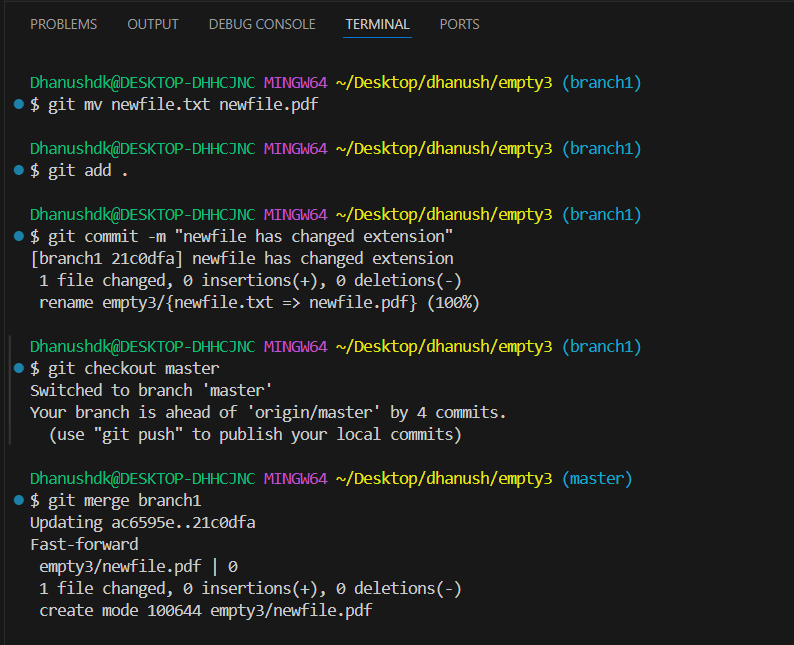 PROBLEMS OUTPUT DEBUG CONSOLE TERMINAL PORTS
Dhanushdk@DESKTOP-DHHCJNC MINGW64 ~/Desktop/dhanush/empty3 (branch1)
$ git mv newfile.txt newfile.pdf
Dhanushdk@DESKTOP-DHHCJNC MINGW64 ~/Desktop/dhanush/empty3 (branch1)
$ git add .
Dhanushdk@DESKTOP-DHHCJNC MINGW64 ~/Desktop/dhanush/empty3 (branch1)
$ git commit -m "newfile has changed extension"
[branch1 21c0dfa] newfile has changed extension
 1 file changed, 0 insertions(+), 0 deletions(-)
 rename empty3/{newfile.txt => newfile.pdf} (100%)
Dhanushdk@DESKTOP-DHHCJNC MINGW64 ~/Desktop/dhanush/empty3 (branch1)
$ git checkout master
Switched to branch 'master'
Your branch is ahead of 'origin/master' by 4 commits.
  (use "git push" to publish your local commits)
Dhanushdk@DESKTOP-DHHCJNC MINGW64 ~/Desktop/dhanush/empty3 (master)
$ git merge branch1
Updating ac6595e..21c0dfa
Fast-forward
 empty3/newfile.pdf | 0
 1 file changed, 0 insertions(+), 0 deletions(-)
 create mode 100644 empty3/newfile.pdf